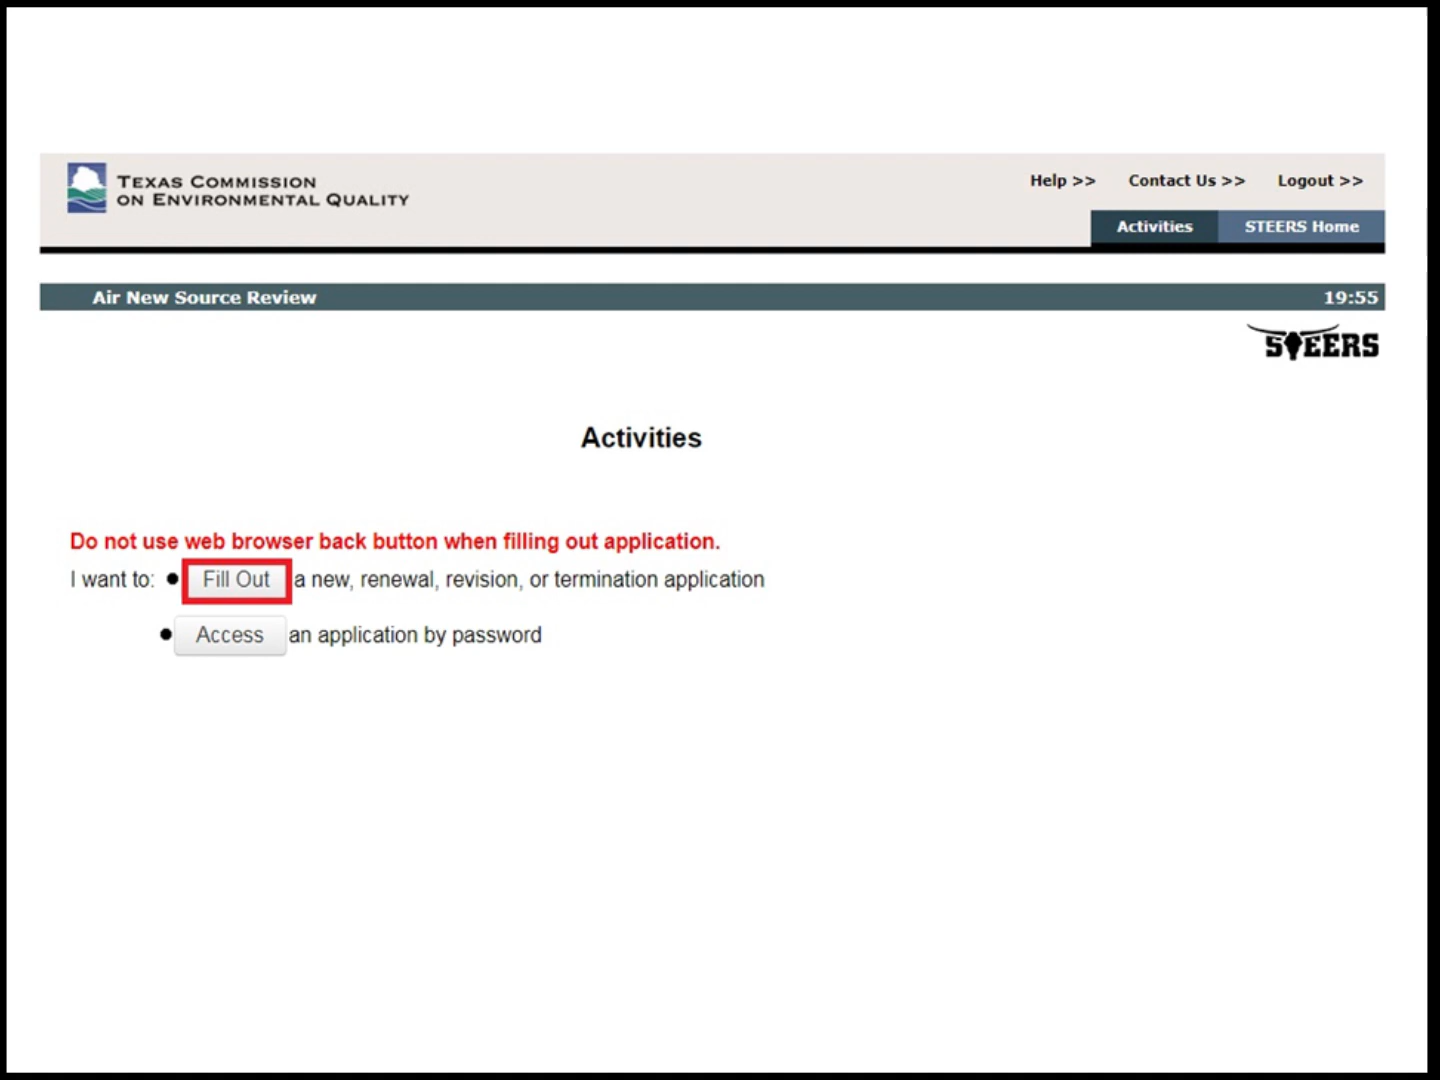 TEXAS COMMISSION
ON ENVIRONMENTAL QUALITY
Help >> Contact Us >> Logout >>
Activities STEERS Home
Air New Source Review 19:55
STEERS
Activities
Do not use web browser back button when filling out application.
I want to: ● Fill Out a new, renewal, revision, or termination application
● Access an application by password